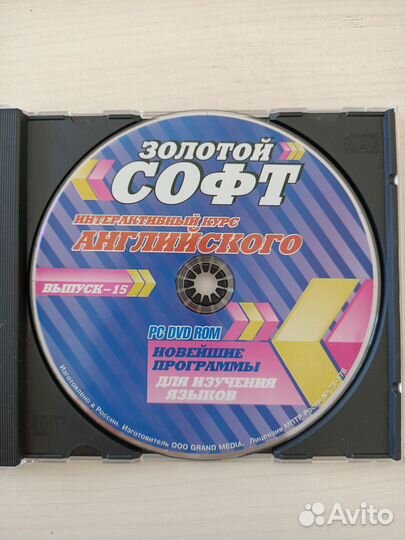 ЗОЛОТОЙ
СОФТ
ИНТЕРАКТИВНЫЙ КУРС
АНГЛИЙСКОГО
ВЫПУСК-15
PC DVD ROM
НОВЕЙШИЕ
ПРОГРАММЫ
ДЛЯ ИЗУЧЕНИЯ
ЯЗЫКОВ
Изготовлено в России. Изготовитель ООО GRAND MEDIA. Лицензия МПТР
Avito